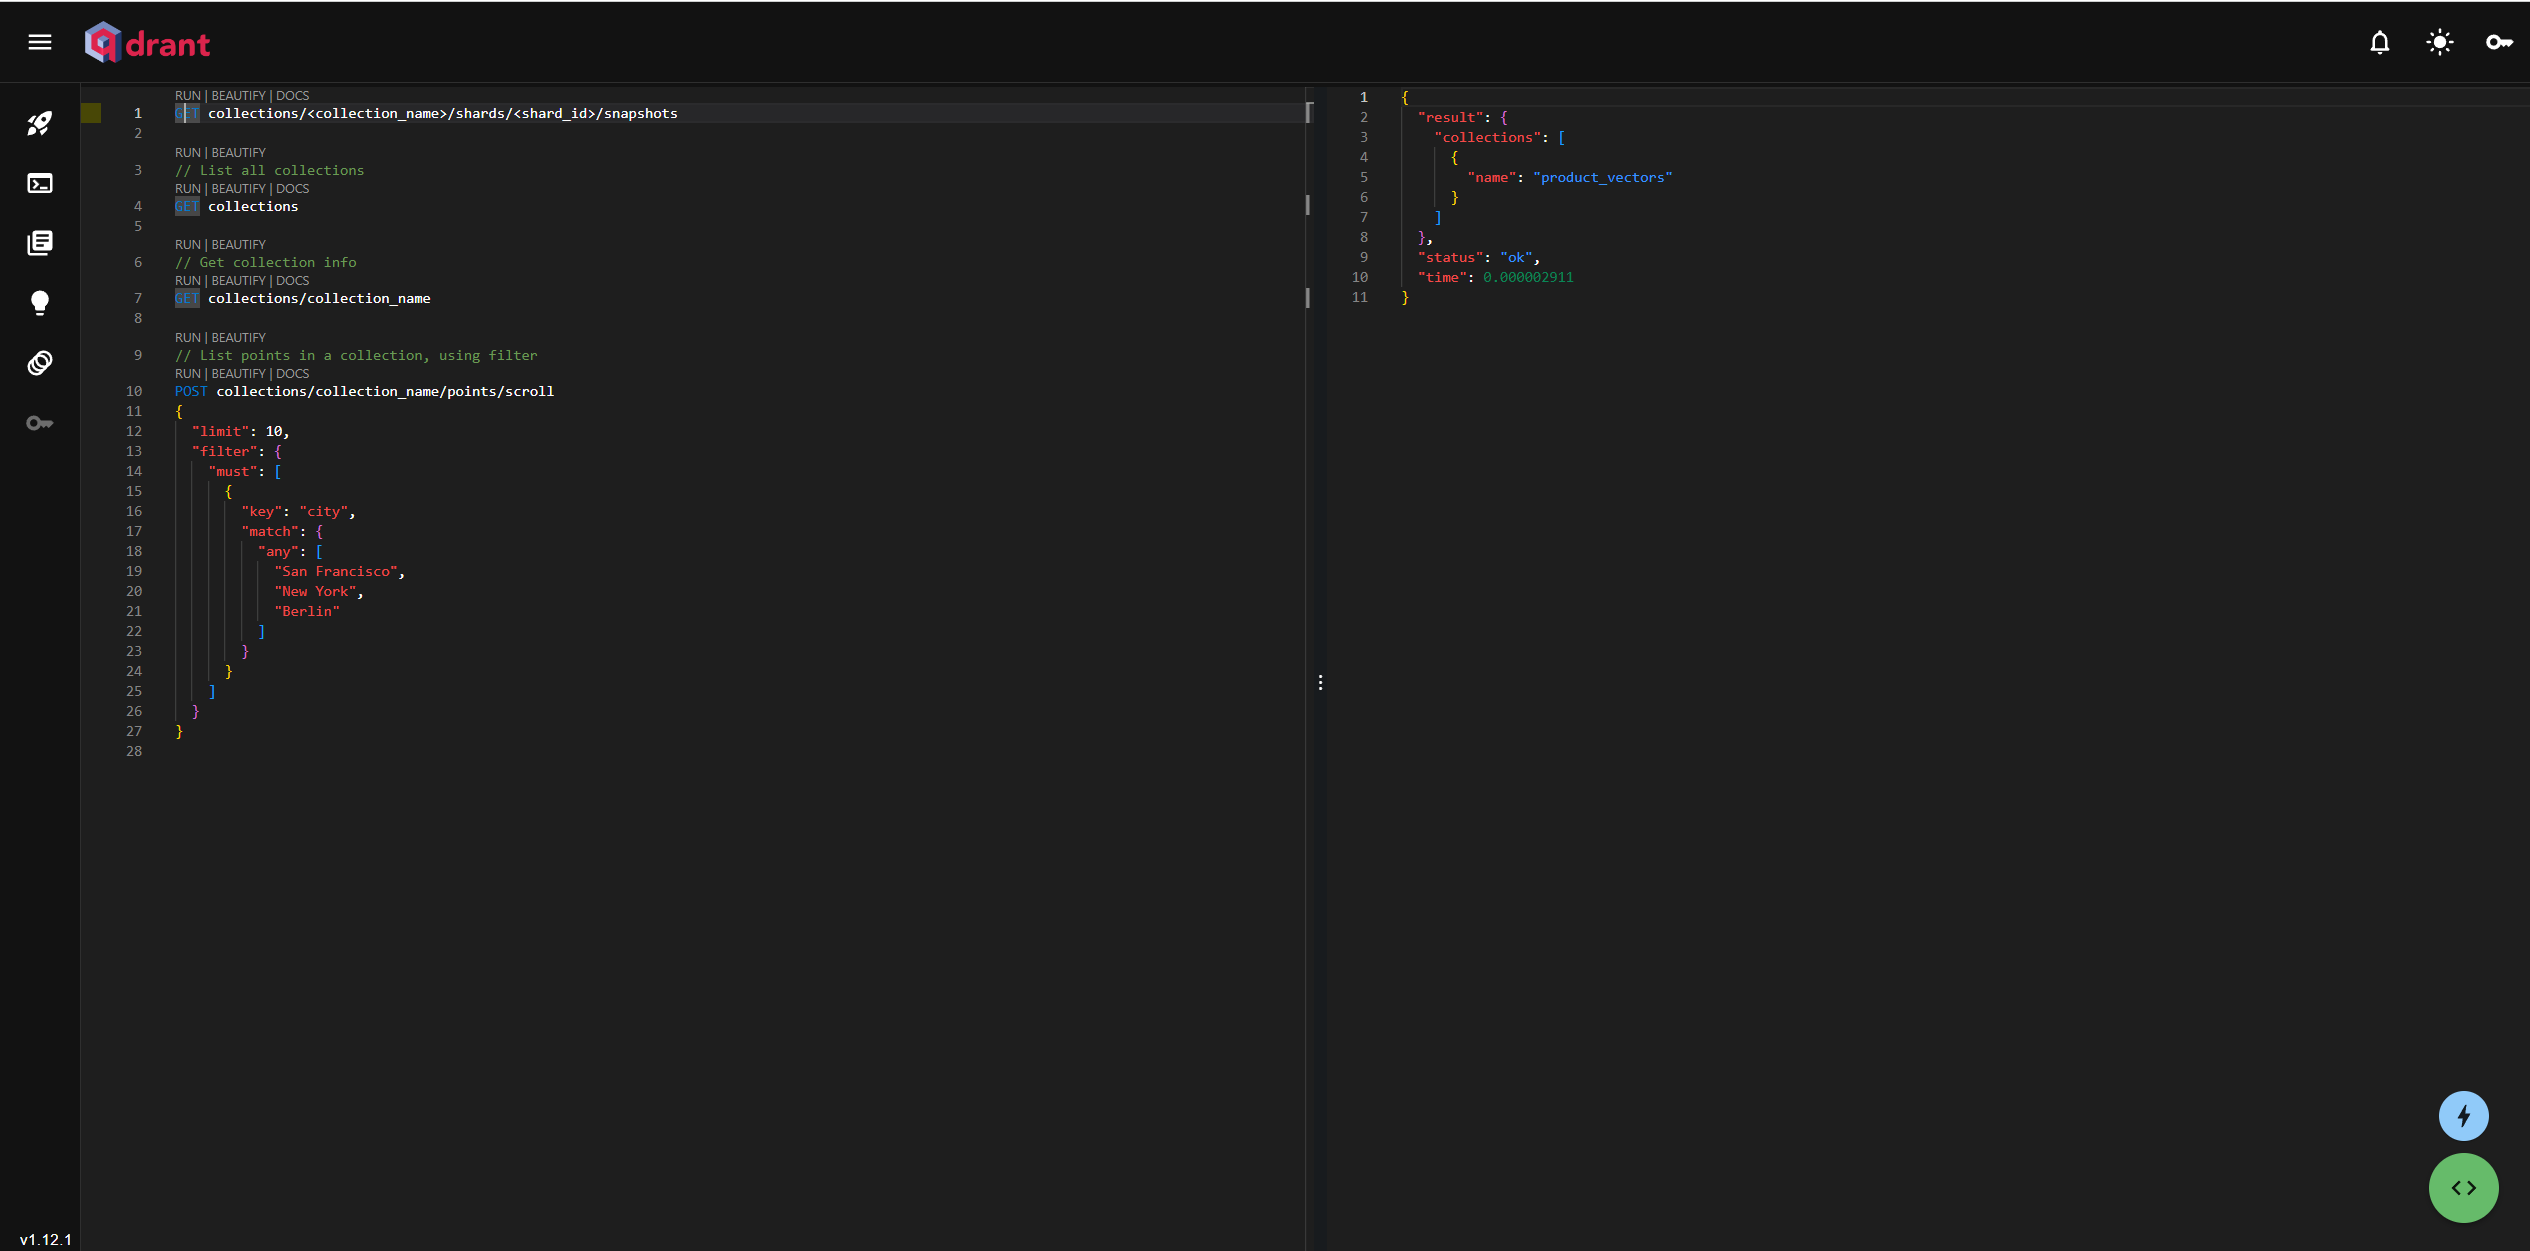 qdrant
RUN | BEAUTIFY | DOCS
1 GET collections/<collection_name>/shards/<shard_id>/snapshots
2
RUN | BEAUTIFY
3 // List all collections
RUN | BEAUTIFY | DOCS
4 GET collections
5
RUN | BEAUTIFY
6 // Get collection info
RUN | BEAUTIFY | DOCS
7 GET collections/collection_name
8
RUN | BEAUTIFY
9 // List points in a collection, using filter
RUN | BEAUTIFY | DOCS
10 POST collections/collection_name/points/scroll
11 {
12 "limit": 10,
13 "filter": {
14 "must": [
15 {
16 "key": "city",
17 "match": {
18 "any": [
19 "San Francisco",
20 "New York",
21 "Berlin"
22 ]
23 }
24 }
25 ]
26 }
27 }
28
1 {
2 "result": {
3 "collections": [
4 {
5 "name": "product_vectors"
6 }
7 ]
8 },
9 "status": "ok",
10 "time": 0.000002911
11 }
v1.12.1